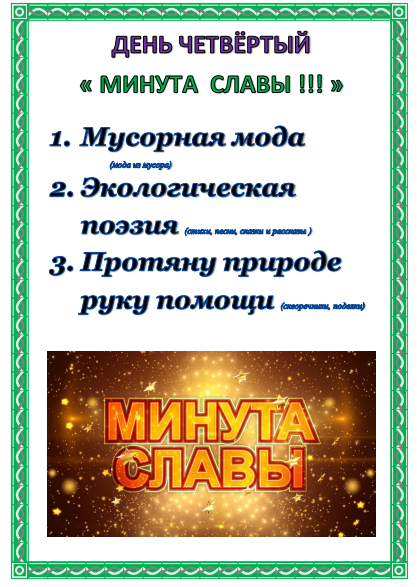 ДЕНЬ ЧЕТВЁРТЫЙ
« МИНУТА СЛАВЫ !!! »
1. Мусорная мода
(мода из мусора)
2. Экологическая
поэзия (стихи, песни, сказки и рассказы )
3. Протяну природе
руку помощи (скворечники, поделки)
МИНУТА
СЛАВЫ